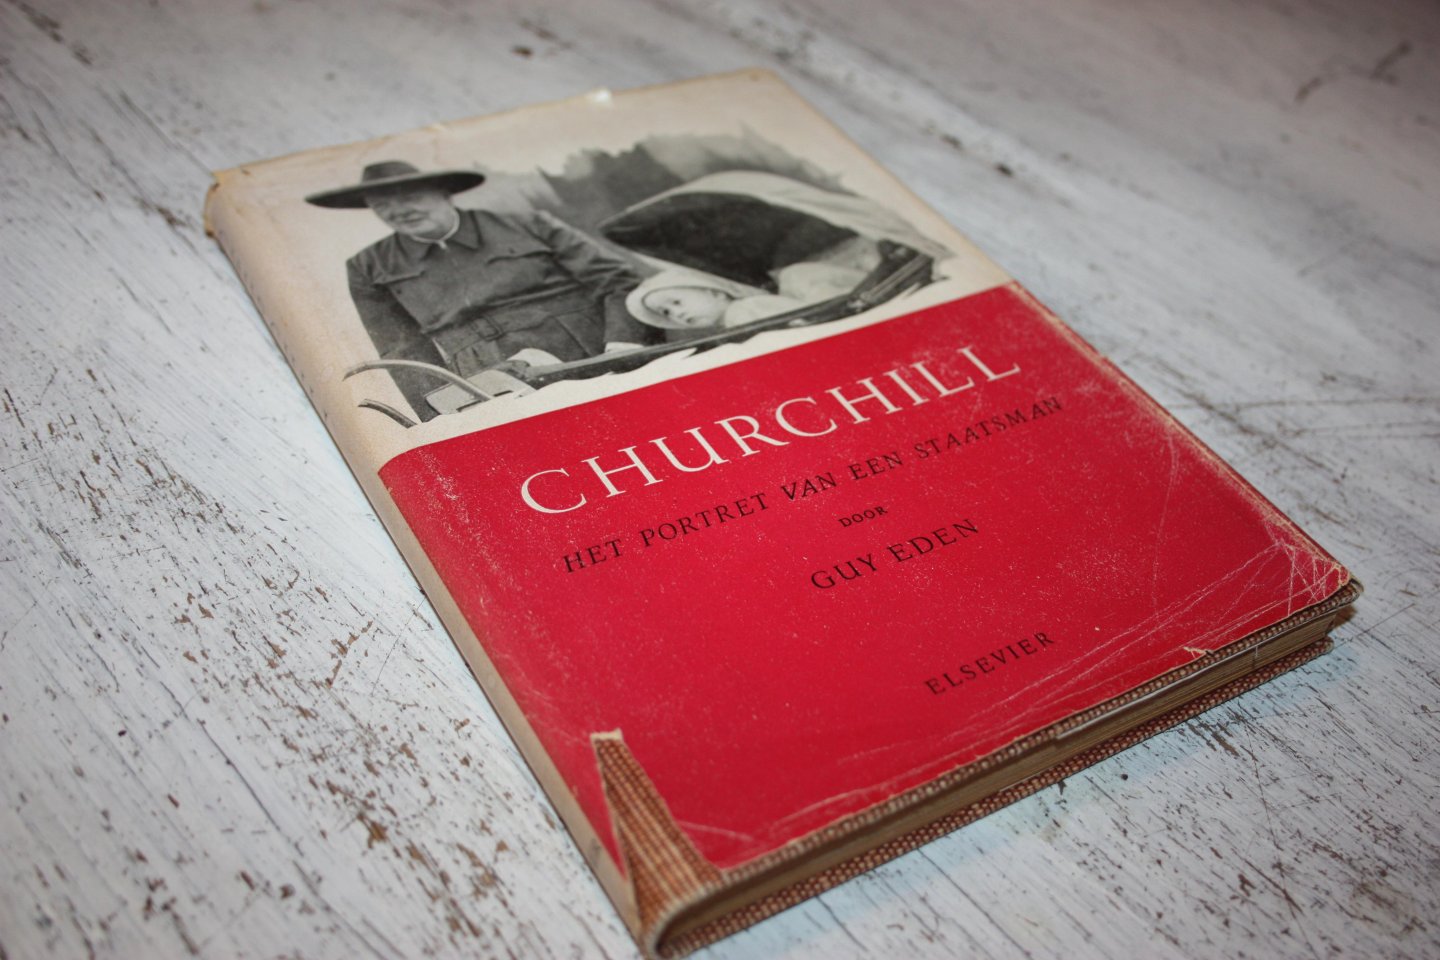 CHURCHILL
HET PORTRET VAN EEN STAATSMAN
DOOR
GUY EDEN
ELSEVIER